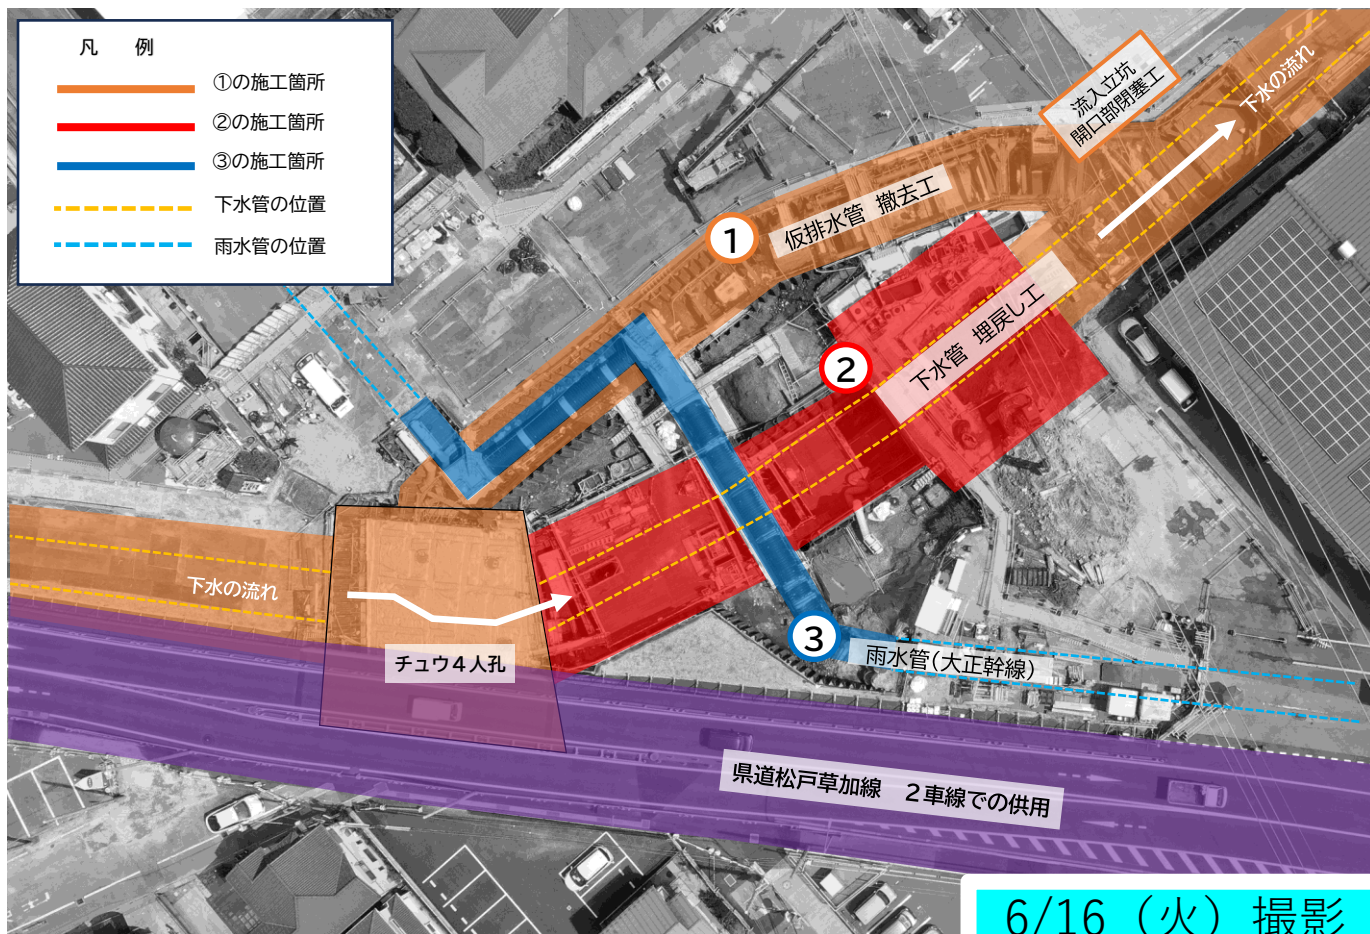 凡　例
①の施工箇所
②の施工箇所
③の施工箇所
下水管の位置
雨水管の位置
流入立坑
開口部閉塞工
下水の流れ
①
仮排水管　撤去工
②
下水管　埋戻し工
下水の流れ
チュウ４人孔
③
雨水管（大正幹線）
県道松戸草加線　２車線での供用
6/16（火）撮影